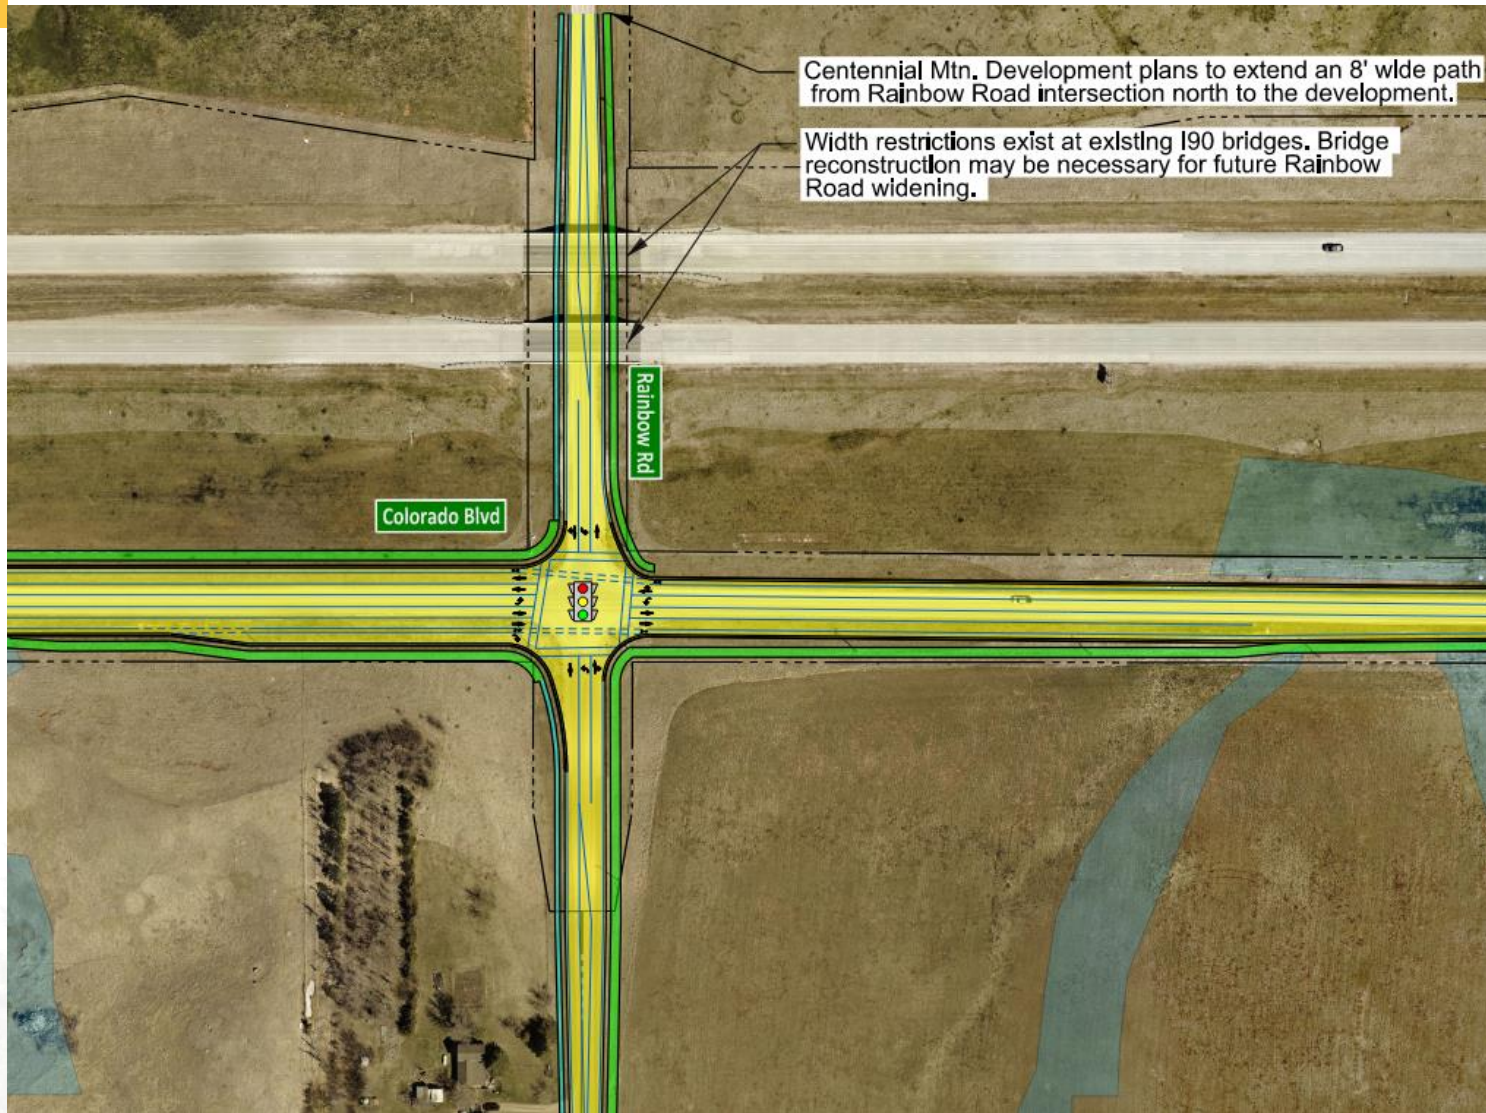 Centennial Mtn. Development plans to extend an 8' wide path
from Rainbow Road intersection north to the development.
Width restrictions exist at existing I90 bridges. Bridge
reconstruction may be necessary for future Rainbow
Road widening.
Rainbow Rd
Colorado Blvd